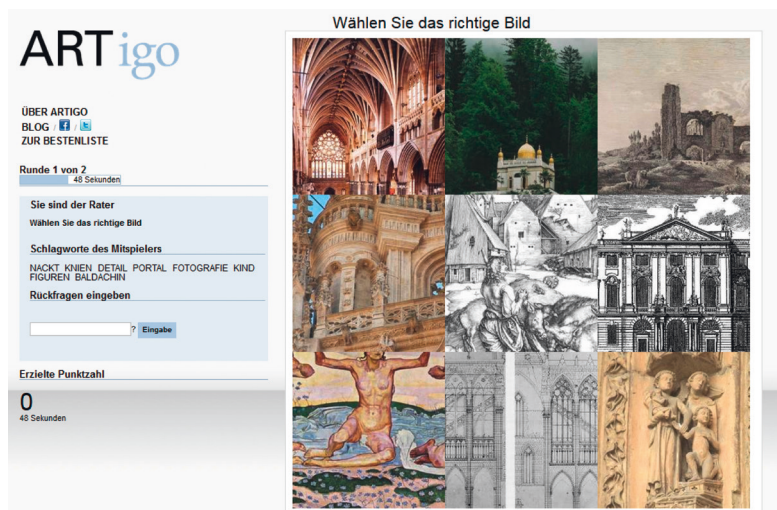 Wählen Sie das richtige Bild
ARTigo
ÜBER ARTIGO
BLOG / f / t
ZUR BESTENLISTE
Runde 1 von 2
48 Sekunden
Sie sind der Rater
Wählen Sie das richtige Bild
Schlagworte des Mitspielers
NACKT KNIEN DETAIL PORTAL FOTOGRAFIE KIND
FIGUREN BALDACHIN
Rückfragen eingeben
? Eingabe
Erzielte Punktzahl
0
48 Sekunden